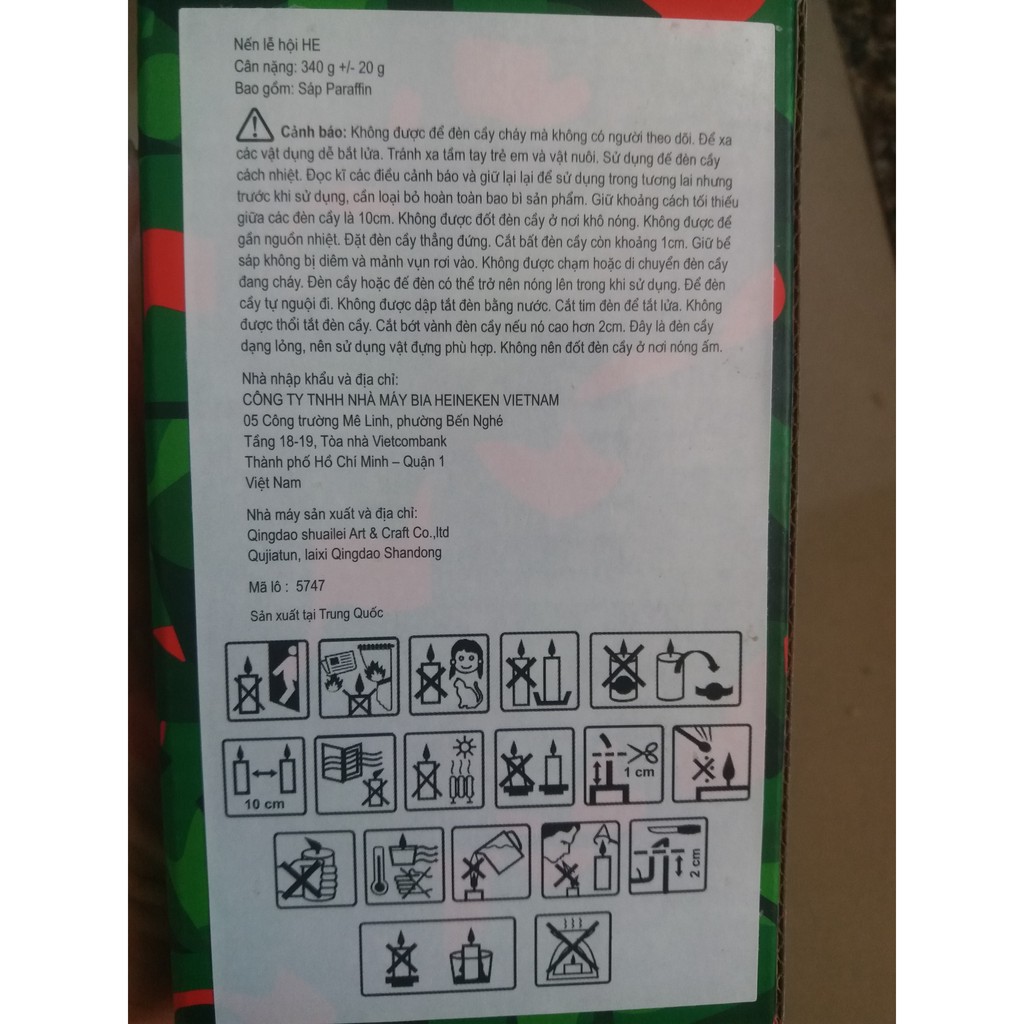 Nến lễ hội HE
Cân nặng: 340 g +/- 20 g
Bao gồm: Sáp Paraffin
Cảnh báo: Không được để đèn cầy cháy mà không có người theo dõi. Để xa
các vật dụng dễ bắt lửa. Tránh xa tầm tay trẻ em và vật nuôi. Sử dụng đế đèn cầy
cách nhiệt. Đọc kĩ các điều cảnh báo và giữ lại lại để sử dụng trong tương lai nhưng
trước khi sử dụng, cần loại bỏ hoàn toàn bao bì sản phẩm. Giữ khoảng cách tối thiếu
giữa các đèn cầy là 10cm. Không được đốt đèn cầy ở nơi khô nóng. Không được để
gần nguồn nhiệt. Đặt đèn cầy thẳng đứng. Cắt bất đèn cầy còn khoảng 1cm. Giữ bề
sáp không bị diêm và mảnh vụn rơi vào. Không được chạm hoặc di chuyển đèn cầy
đang cháy. Đèn cầy hoặc đế đèn có thể trở nên nóng lên trong khi sử dụng. Để đèn
cầy tự nguội đi. Không được dập tắt đèn bằng nước. Cắt tim đèn để tắt lửa. Không
được thổi tắt đèn cầy. Cắt bớt vành đèn cầy nếu nó cao hơn 2cm. Đây là đèn cầy
dạng lỏng, nên sử dụng vật đựng phù hợp. Không nên đốt đèn cầy ở nơi nóng ấm.
Nhà nhập khẩu và địa chỉ:
CÔNG TY TNHH NHÀ MÁY BIA HEINEKEN VIETNAM
05 Công trường Mê Linh, phường Bến Nghé
Tầng 18-19, Tòa nhà Vietcombank
Thành phố Hồ Chí Minh – Quận 1
Việt Nam
Nhà máy sản xuất và địa chỉ:
Qingdao shuailei Art & Craft Co.,ltd
Qujiatun, laixi Qingdao Shandong
Mã lô : 5747
Sản xuất tại Trung Quốc
10 cm
1 cm
2 cm